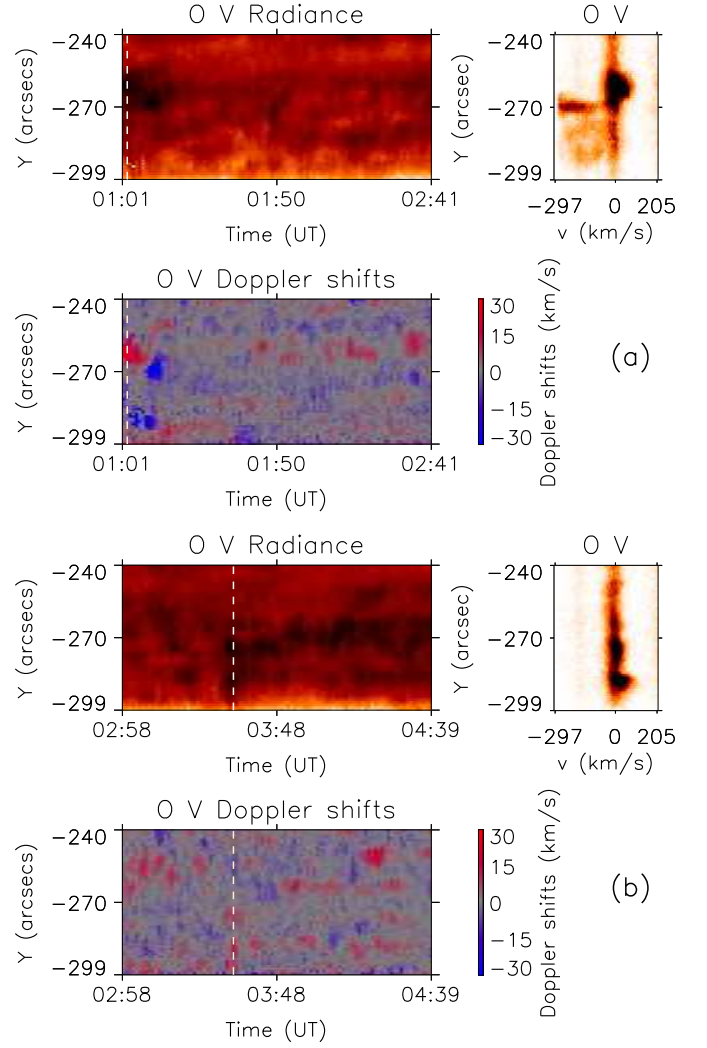 O V Radiance
O V
−240
−270
−299
Y (arcsecs)
01:01
01:50
02:41
Time (UT)
−240
−270
−299
Y (arcsec)
−297
0
205
v (km/s)
O V Doppler shifts
−240
−270
−299
Y (arcsecs)
01:01
01:50
02:41
Time (UT)
30
15
0
−15
−30
Doppler shifts (km/s)
(a)
O V Radiance
O V
−240
−270
−299
Y (arcsecs)
02:58
03:48
04:39
Time (UT)
−240
−270
−299
Y (arcsec)
−297
0
205
v (km/s)
O V Doppler shifts
−240
−270
−299
Y (arcsecs)
02:58
03:48
04:39
Time (UT)
30
15
0
−15
−30
Doppler shifts (km/s)
(b)